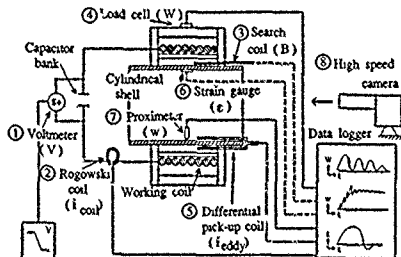 ④ Load cell (W)
③ Search
coil (B)
Capacitor
bank
Cylindrical
shell
⑥ Strain gauge
(ε)
⑧ High speed
camera
⑦ Proximeter
(w)
① Voltmeter
(V)
Data logger
② Rogowski
coil
(i coil)
Working coil
⑤ Differential
pick-up coil
(i eddy)
V
W
t
w
t
t